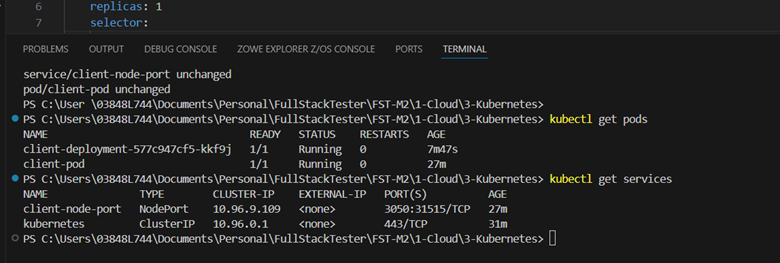 6 replicas: 1
7 selector:
PROBLEMS OUTPUT DEBUG CONSOLE ZOWE EXPLORER Z/OS CONSOLE PORTS TERMINAL
service/client-node-port unchanged
pod/client-pod unchanged
PS C:\User \03848L744\Documents\Personal\FullStackTester\FST-M2\1-Cloud\3-Kubernetes>
PS C:\Users\03848L744\Documents\Personal\FullStackTester\FST-M2\1-Cloud\3-Kubernetes> kubectl get pods
NAME READY STATUS RESTARTS AGE
client-deployment-577c947cf5-kkf9j 1/1 Running 0 7m47s
client-pod 1/1 Running 0 27m
PS C:\Users\03848L744\Documents\Personal\FullStackTester\FST-M2\1-Cloud\3-Kubernetes> kubectl get services
NAME TYPE CLUSTER-IP EXTERNAL-IP PORT(S) AGE
client-node-port NodePort 10.96.9.109 <none> 3050:31515/TCP 27m
kubernetes ClusterIP 10.96.0.1 <none> 443/TCP 31m
PS C:\Users\03848L744\Documents\Personal\FullStackTester\FST-M2\1-Cloud\3-Kubernetes>